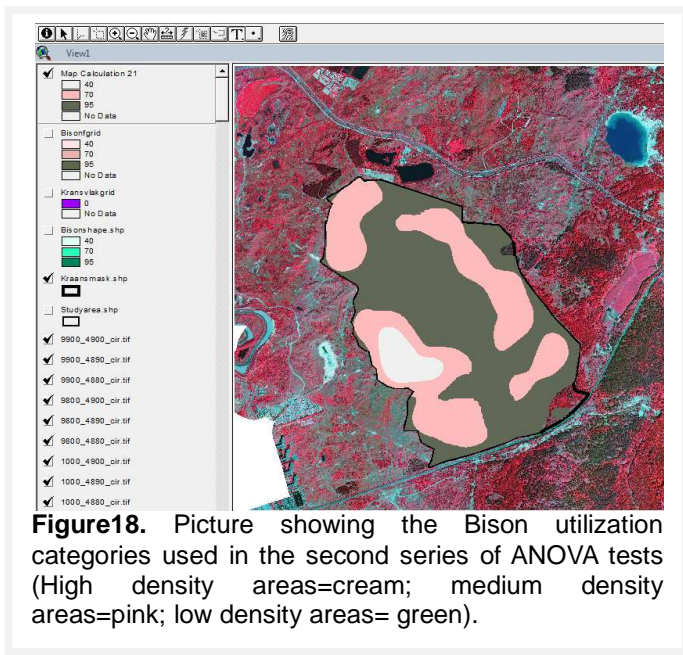 T.
View1
Map Calculation 21
40
70
95
No Data
Bisonfgrid
40
70
95
No Data
Kransvlakgrid
0
No Data
Bisonshape.shp
40
70
95
Kraansmask.shp
Studyarea.shp
9900_4900_cir.tif
9900_4890_cir.tif
9900_4880_cir.tif
9800_4900_cir.tif
9800_4890_cir.tif
9800_4880_cir.tif
1000_4900_cir.tif
1000_4890_cir.tif
1000_4880_cir.tif
Figure18. Picture showing the Bison utilization
categories used in the second series of ANOVA tests
(High density areas=cream; medium density
areas=pink; low density areas= green).